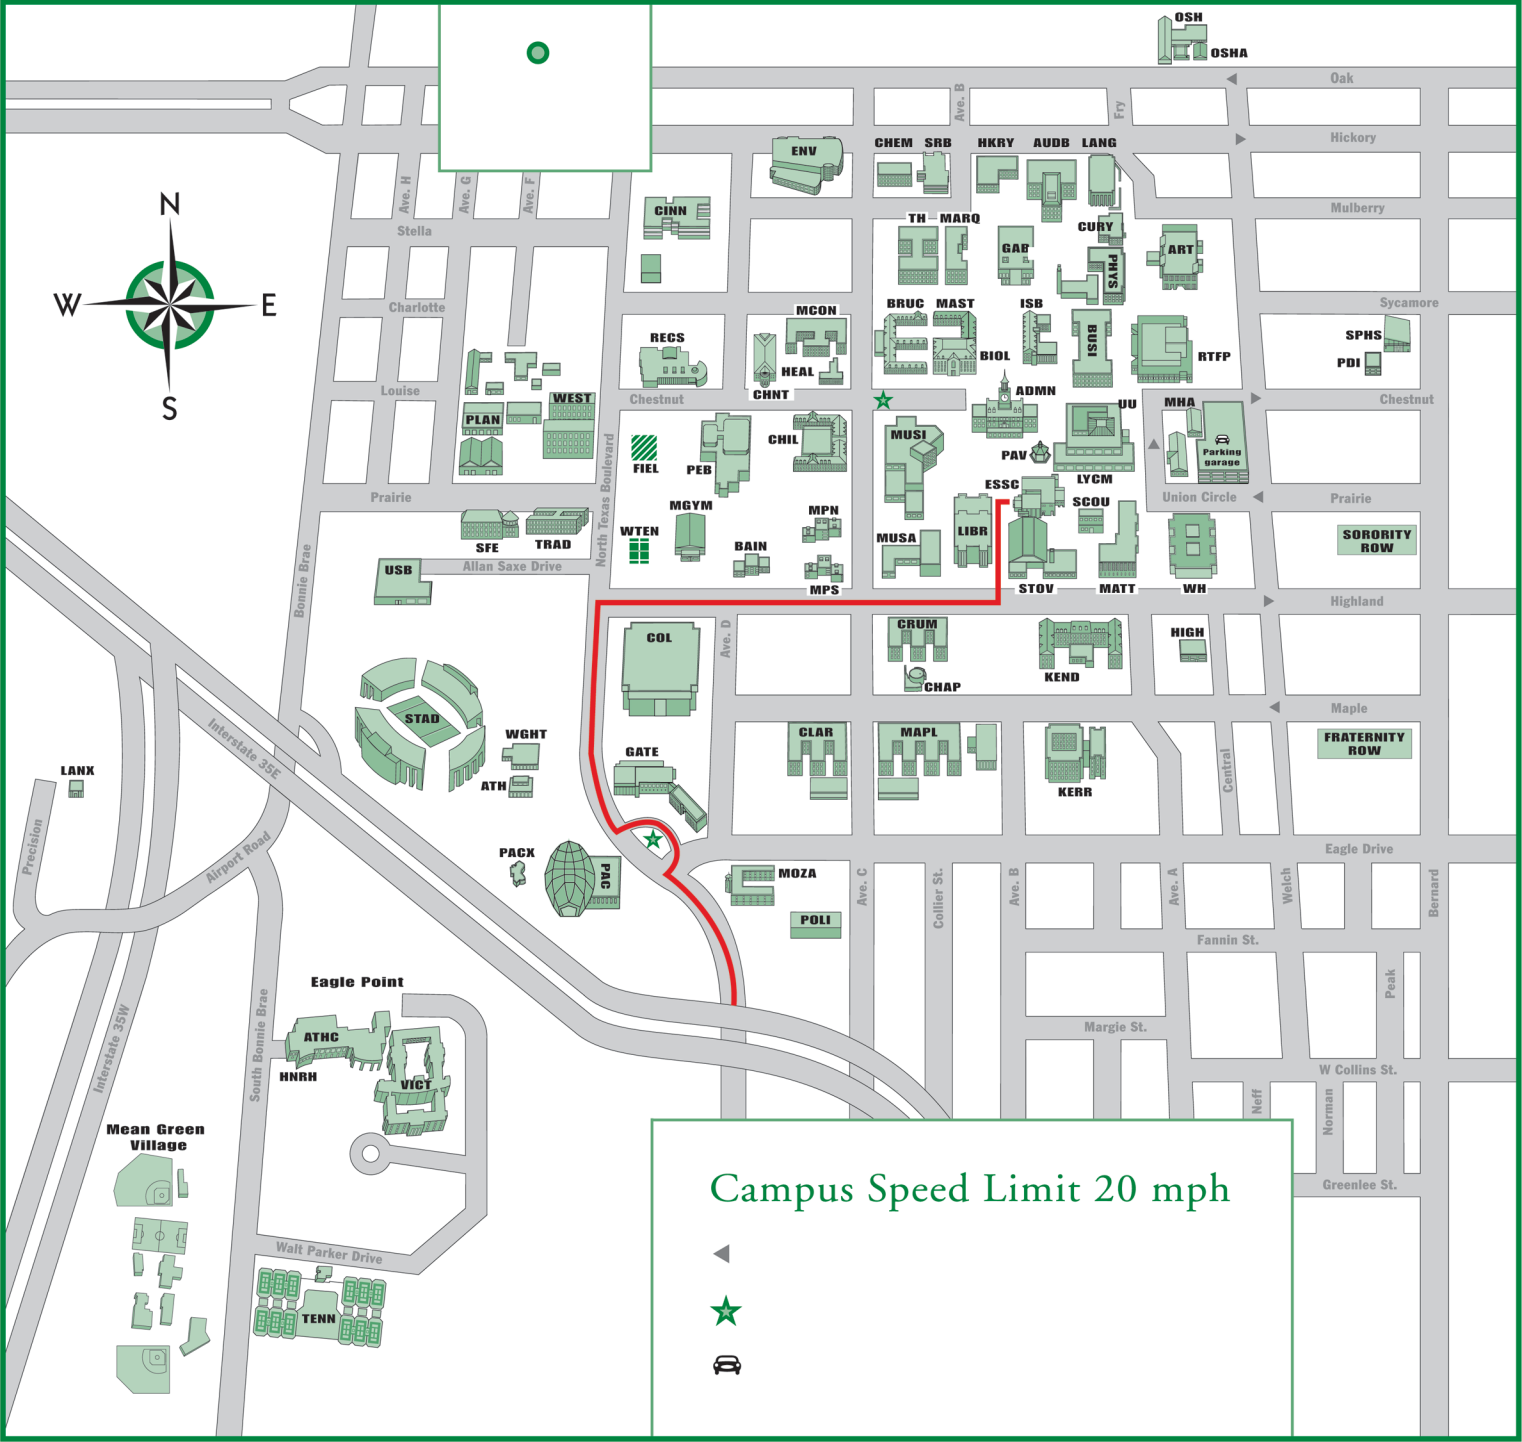 OSH
OSHA
Oak
Ave. B
Fry
Hickory
ENV
CHEM
SRB
HKRY
AUDB
LANG
N
W
E
S
Ave. H
Ave. G
Ave. F
Stella
CINN
TH
MARQ
CURY
GAB
PHYS
ART
Mulberry
Charlotte
Sycamore
MCON
BRUC
MAST
ISB
BUSI
RECS
HEAL
CHNT
BIOL
RTFP
SPHS
PDI
Louise
WEST
PLAN
Chestnut
ADMN
UU
MHA
Chestnut
FIEL
PEB
CHIL
MUSI
PAV
LYCM
Parking
garage
North Texas Boulevard
Prairie
MGYM
ESSC
SCOU
Union Circle
Prairie
SFE
TRAD
WTEN
BAIN
MPN
MPS
MUSA
LIBR
STOV
MATT
WH
SORORITY
ROW
USB
Allan Saxe Drive
Bonnie Brae
Highland
COL
Ave. D
CRUM
CHAP
KEND
HIGH
STAD
WGHT
ATH
GATE
CLAR
MAPL
KERR
Maple
FRATERNITY
ROW
Central
Interstate 35E
LANX
Precision
Airport Road
PACX
PAC
MOZA
POLI
Eagle Drive
Ave. C
Collier St.
Ave. B
Ave. A
Welch
Bernard
Fannin St.
Peak
Margie St.
W Collins St.
Neff
Norman
Greenlee St.
Eagle Point
ATHC
HNRH
VICT
Interstate 35W
South Bonnie Brae
Mean Green
Village
Walt Parker Drive
TENN
Campus Speed Limit 20 mph